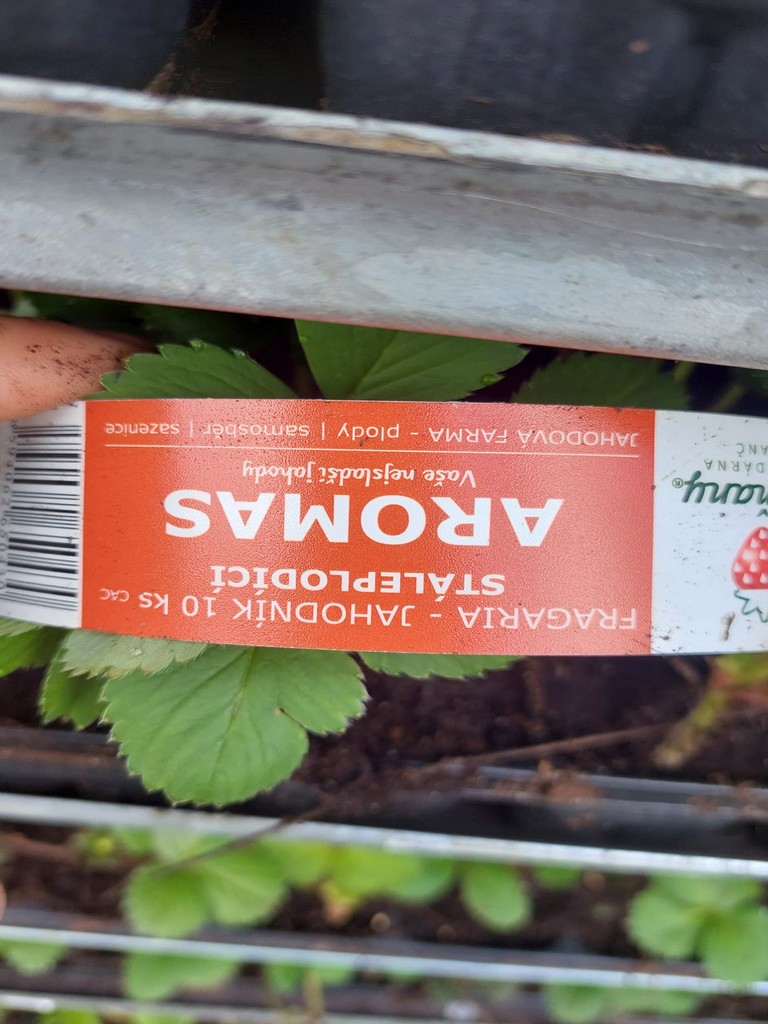 FRAGARIA - JAHODNÍK 10 ks CAC
STÁLEPLODÍCÍ
AROMAS
Vaše nejsladší jahody
JAHODOVÁ FARMA - plody | samosběr | sazenice